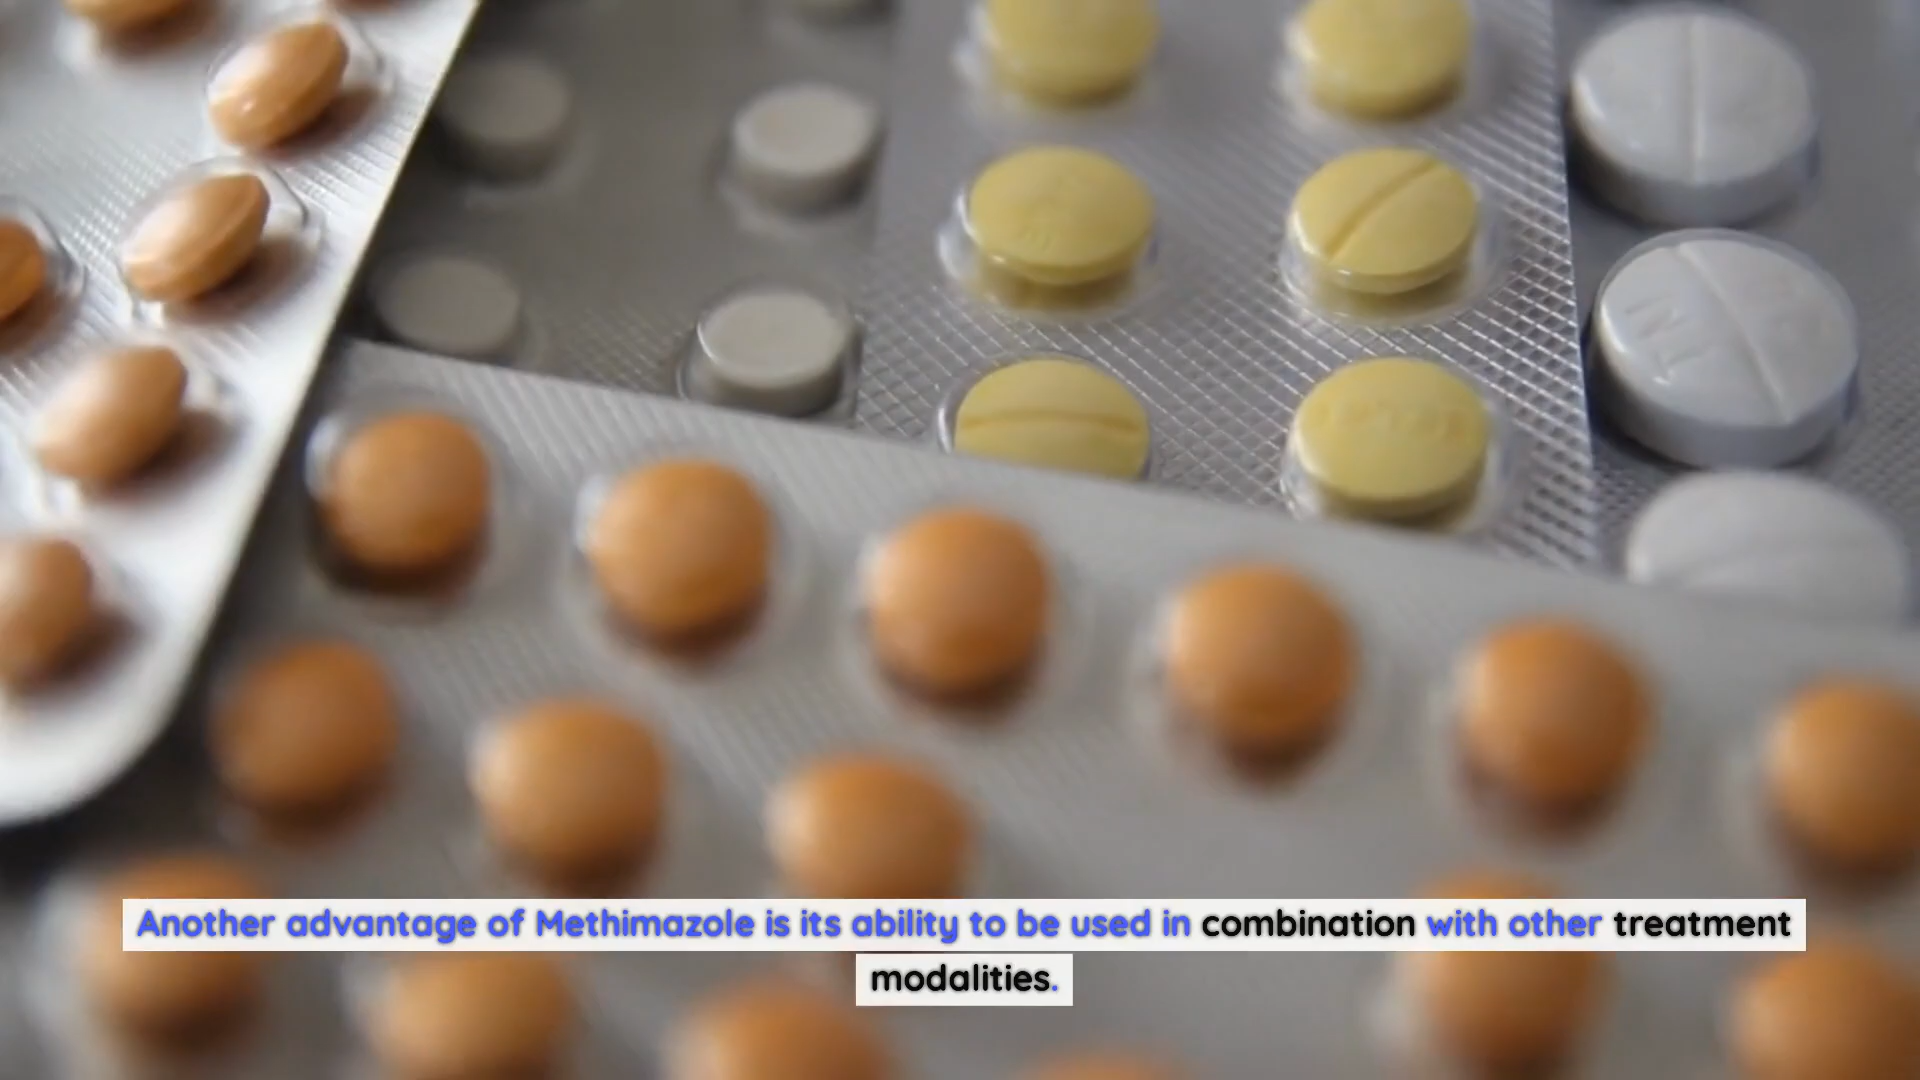 Another advantage of Methimazole is its ability to be used in combination with other treatment
modalities.